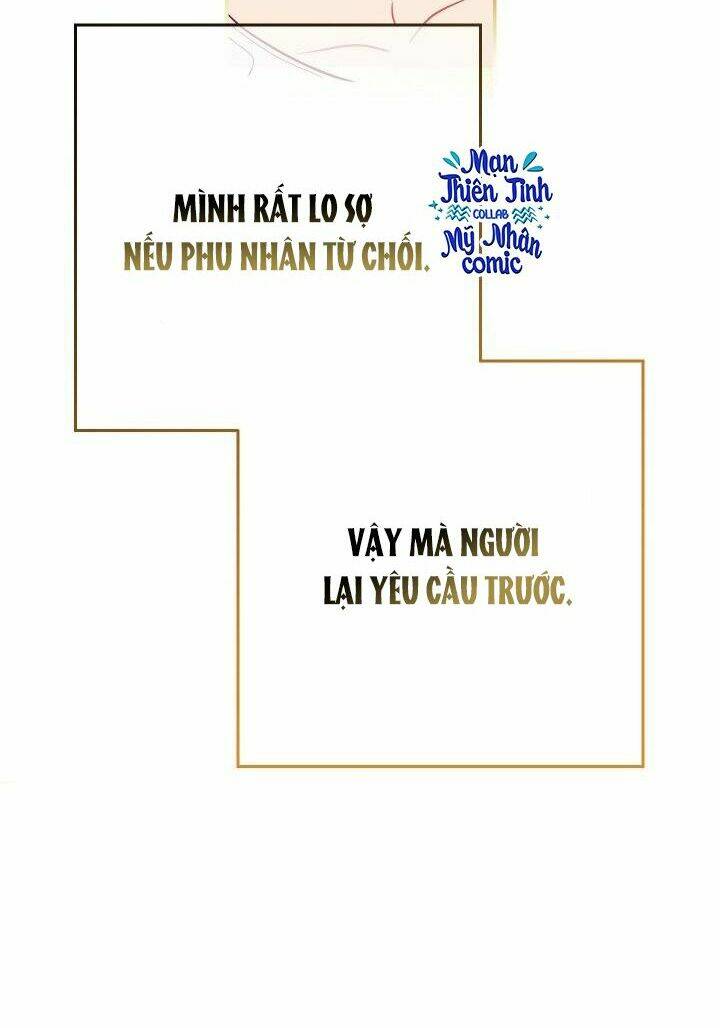 MÌNH RẤT LO SỢ
NẾU PHU NHÂN TỪ CHỐI.
Mạn
Thiên Tình
COLLAB
Mỹ Nhân
comic
VẬY MÀ NGƯỜI
LẠI YÊU CẦU TRƯỚC.